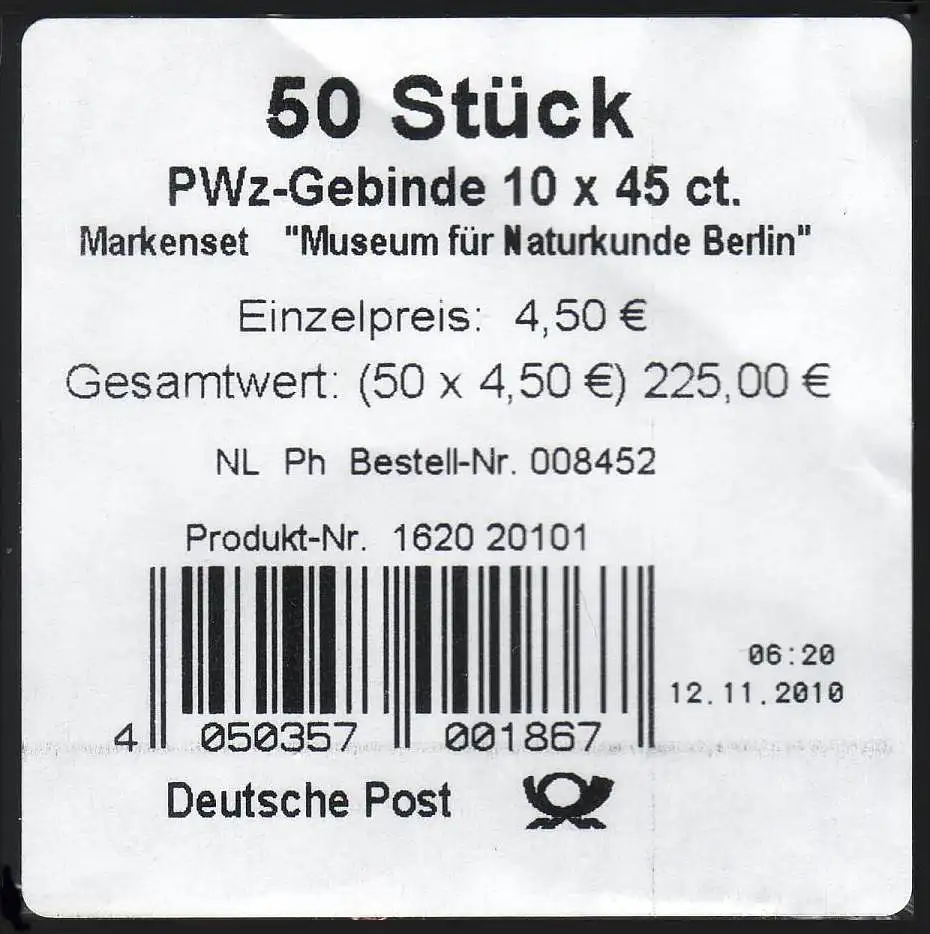 50 Stück
PWz-Gebinde 10 x 45 ct.
Markenset "Museum für Naturkunde Berlin"
Einzelpreis: 4,50 €
Gesamtwert: (50 x 4,50 €) 225,00 €
NL Ph Bestell-Nr. 008452
Produkt-Nr. 1620 20101
06:20
12.11.2010
4 050357 001867
Deutsche Post